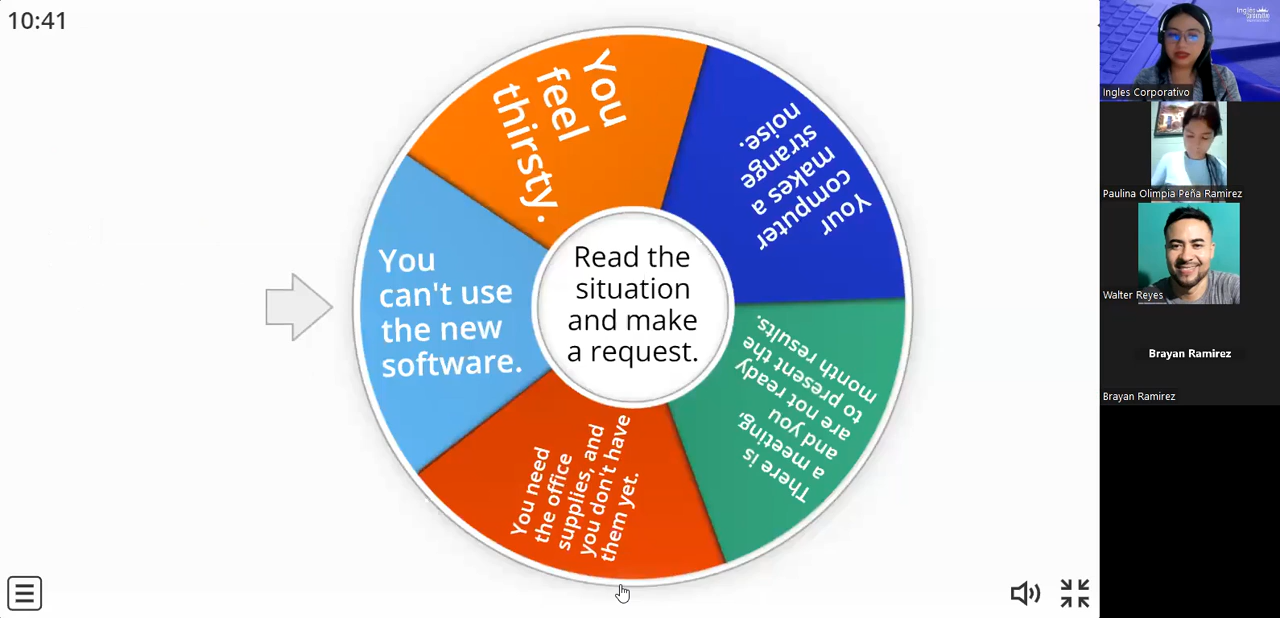 10:41
You
feel
thirsty.
Your
computer
makes a
strange
noise.
You
can't use
the new
software.
Read the
situation
and make
a request.
There is
a meeting,
and you
are not ready
to present the
month results.
You need
the office
supplies, and
you don't have
them yet.
Ingles Corporativo
Paulina Olimpia Peña Ramirez
Walter Reyes
Brayan Ramirez
Brayan Ramirez